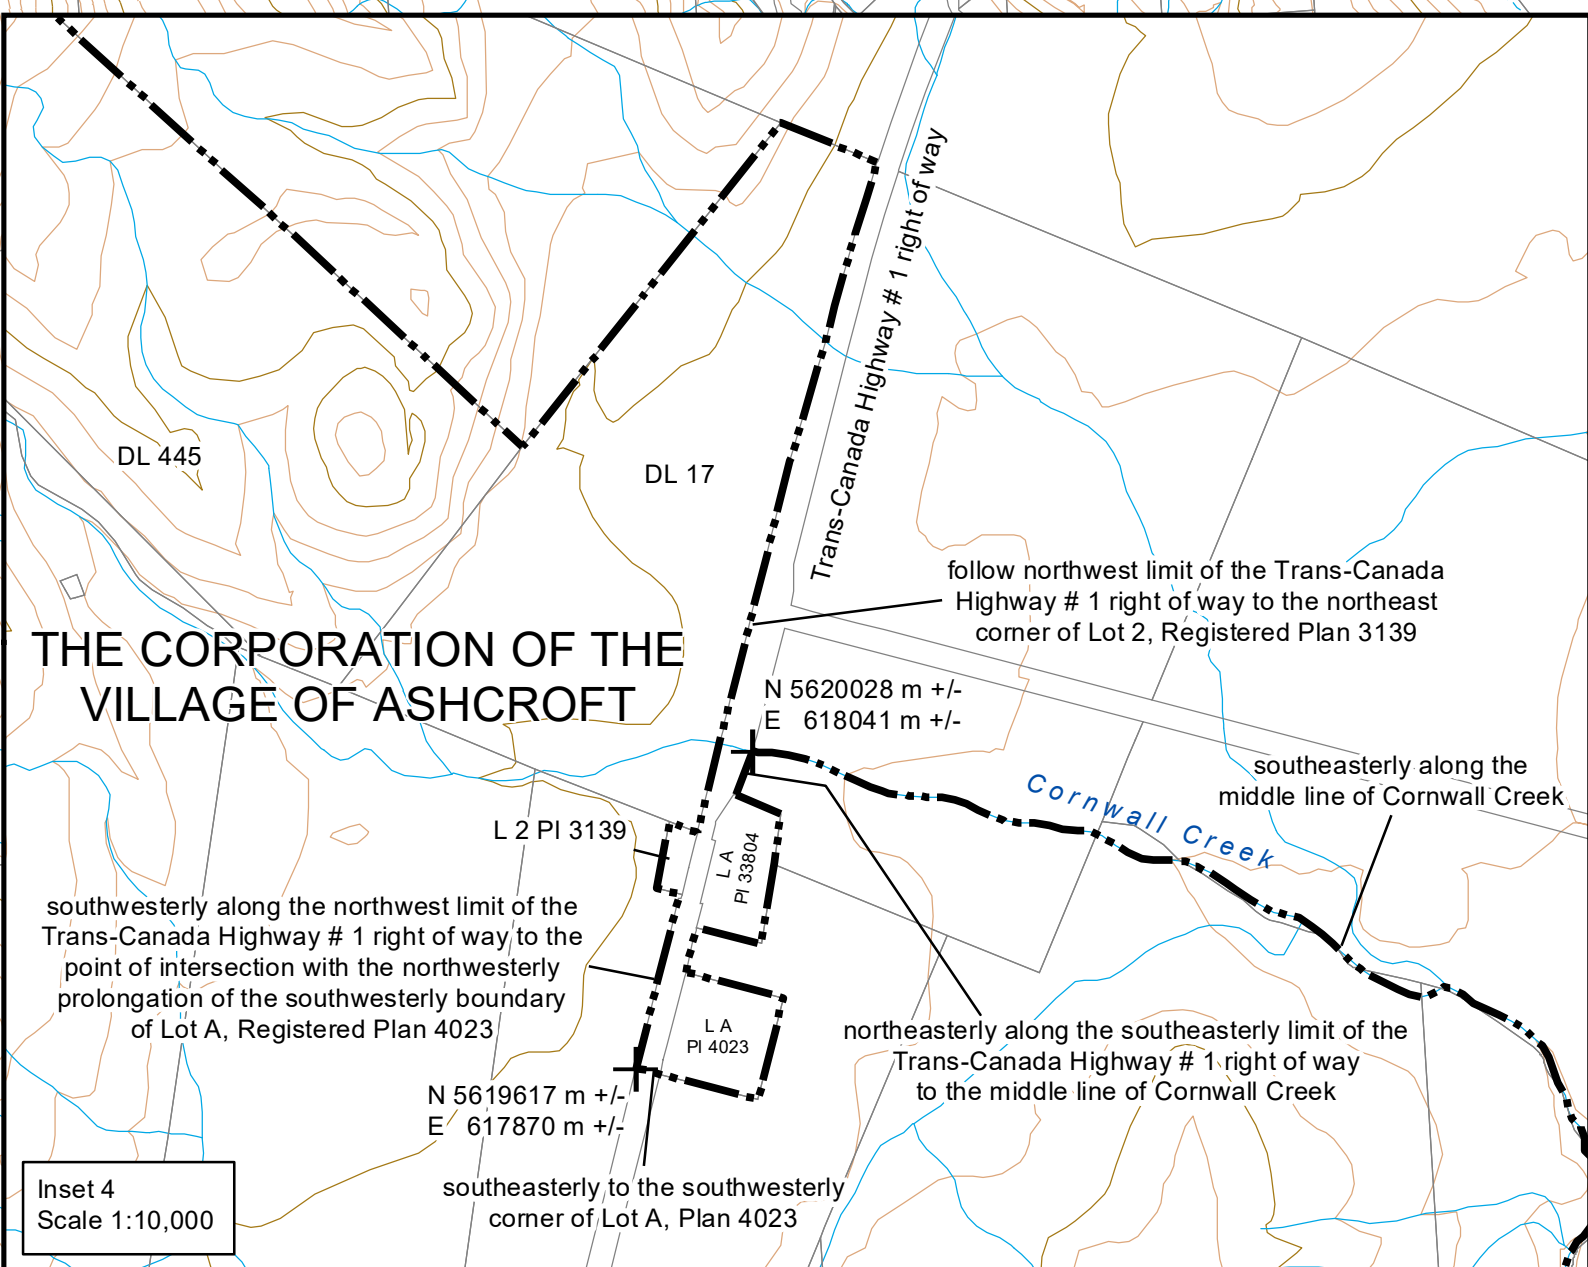 Trans-Canada Highway # 1 right of way
DL 445
DL 17
follow northwest limit of the Trans-Canada
Highway # 1 right of way to the northeast
corner of Lot 2, Registered Plan 3139
THE CORPORATION OF THE
VILLAGE OF ASHCROFT
N 5620028 m +/-
E 618041 m +/-
southeasterly along the
middle line of Cornwall Creek
Cornwall Creek
L 2 Pl 3139
L A
Pl 33804
southwesterly along the northwest limit of the
Trans-Canada Highway # 1 right of way to the
point of intersection with the northwesterly
prolongation of the southwesterly boundary
of Lot A, Registered Plan 4023
L A
Pl 4023
northeasterly along the southeasterly limit of the
Trans-Canada Highway # 1 right of way
to the middle line of Cornwall Creek
N 5619617 m +/-
E 617870 m +/-
southeasterly to the southwesterly
corner of Lot A, Plan 4023
Inset 4
Scale 1:10,000